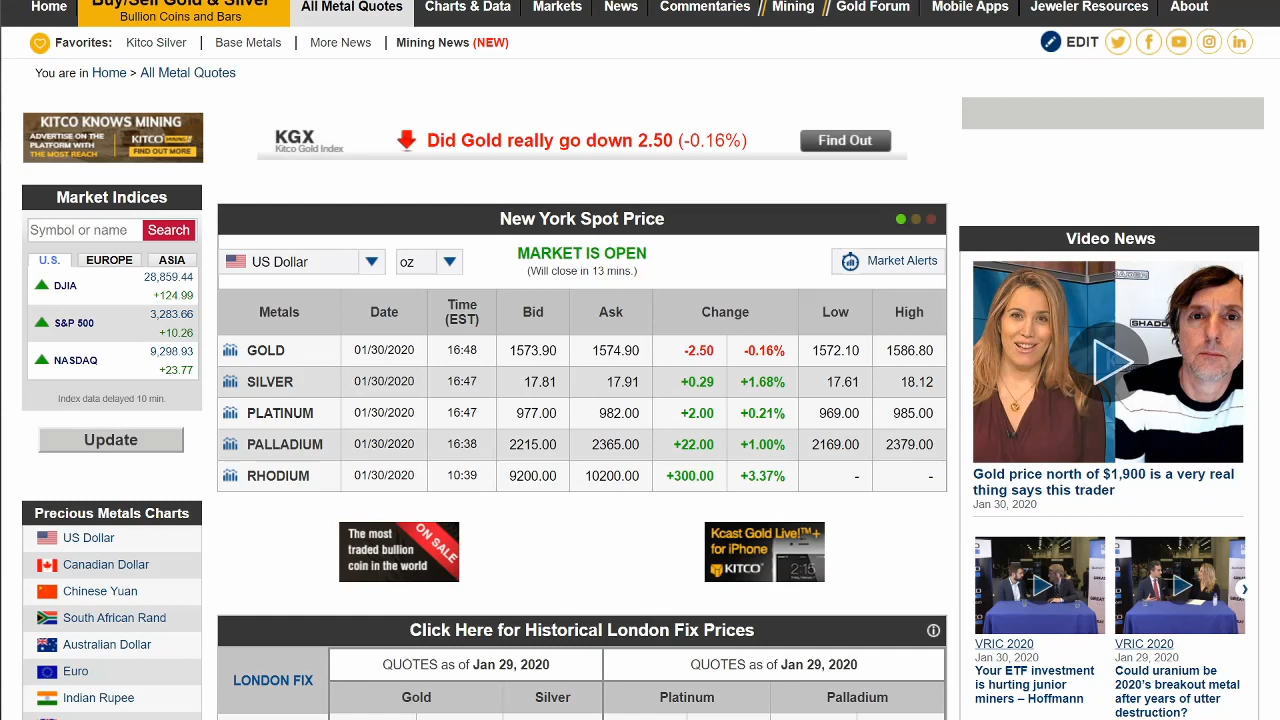 Home
Buy/Sell Gold & Silver
Bullion Coins and Bars
All Metal Quotes
Charts & Data
Markets
News
Commentaries
Mining
Gold Forum
Mobile Apps
Jeweler Resources
About
Favorites:
Kitco Silver
Base Metals
More News
Mining News (NEW)
EDIT
You are in Home > All Metal Quotes
KITCO KNOWS MINING
ADVERTISE ON THE
PLATFORM WITH
THE MOST REACH
KITCO MINING
FIND OUT MORE
KGX
Kitco Gold Index
Did Gold really go down 2.50 (-0.16%)
Find Out
Market Indices
Symbol or name
Search
U.S. EUROPE ASIA
DJIA 28,859.44
+124.99
S&P 500 3,283.66
+10.26
NASDAQ 9,298.93
+23.77
Index data delayed 10 min.
Update
Precious Metals Charts
US Dollar
Canadian Dollar
Chinese Yuan
South African Rand
Australian Dollar
Euro
Indian Rupee
New York Spot Price
US Dollar
oz
MARKET IS OPEN
(Will close in 13 mins.)
Market Alerts
Metals Date Time (EST) Bid Ask Change Low High
GOLD 01/30/2020 16:48 1573.90 1574.90 -2.50 -0.16% 1572.10 1586.80
SILVER 01/30/2020 16:47 17.81 17.91 +0.29 +1.68% 17.61 18.12
PLATINUM 01/30/2020 16:47 977.00 982.00 +2.00 +0.21% 969.00 985.00
PALLADIUM 01/30/2020 16:38 2215.00 2365.00 +22.00 +1.00% 2169.00 2379.00
RHODIUM 01/30/2020 10:39 9200.00 10200.00 +300.00 +3.37% - -
The most
traded bullion
coin in the world
ON SALE
Kcast Gold Live!™+
for iPhone
KITCO
2:15
Click Here for Historical London Fix Prices
LONDON FIX
QUOTES as of Jan 29, 2020
QUOTES as of Jan 29, 2020
Gold Silver Platinum Palladium
Video News
Gold price north of $1,900 is a very real
thing says this trader
Jan 30, 2020
VRIC 2020
Jan 30, 2020
Your ETF investment
is hurting junior
miners – Hoffmann
VRIC 2020
Jan 29, 2020
Could uranium be
2020's breakout metal
after years of utter
destruction?